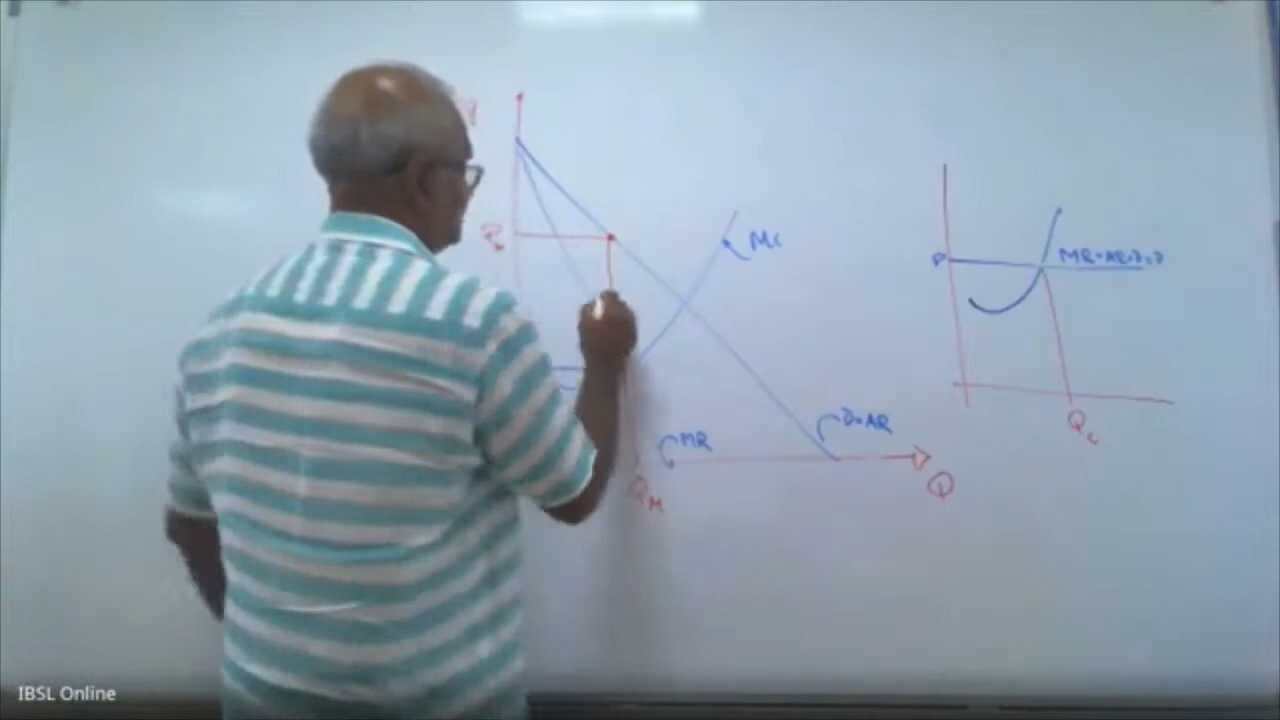 Pm
MC
D=AR
MR
QM
Q
P
MR=AR=D=P
Qc
IBSL Online